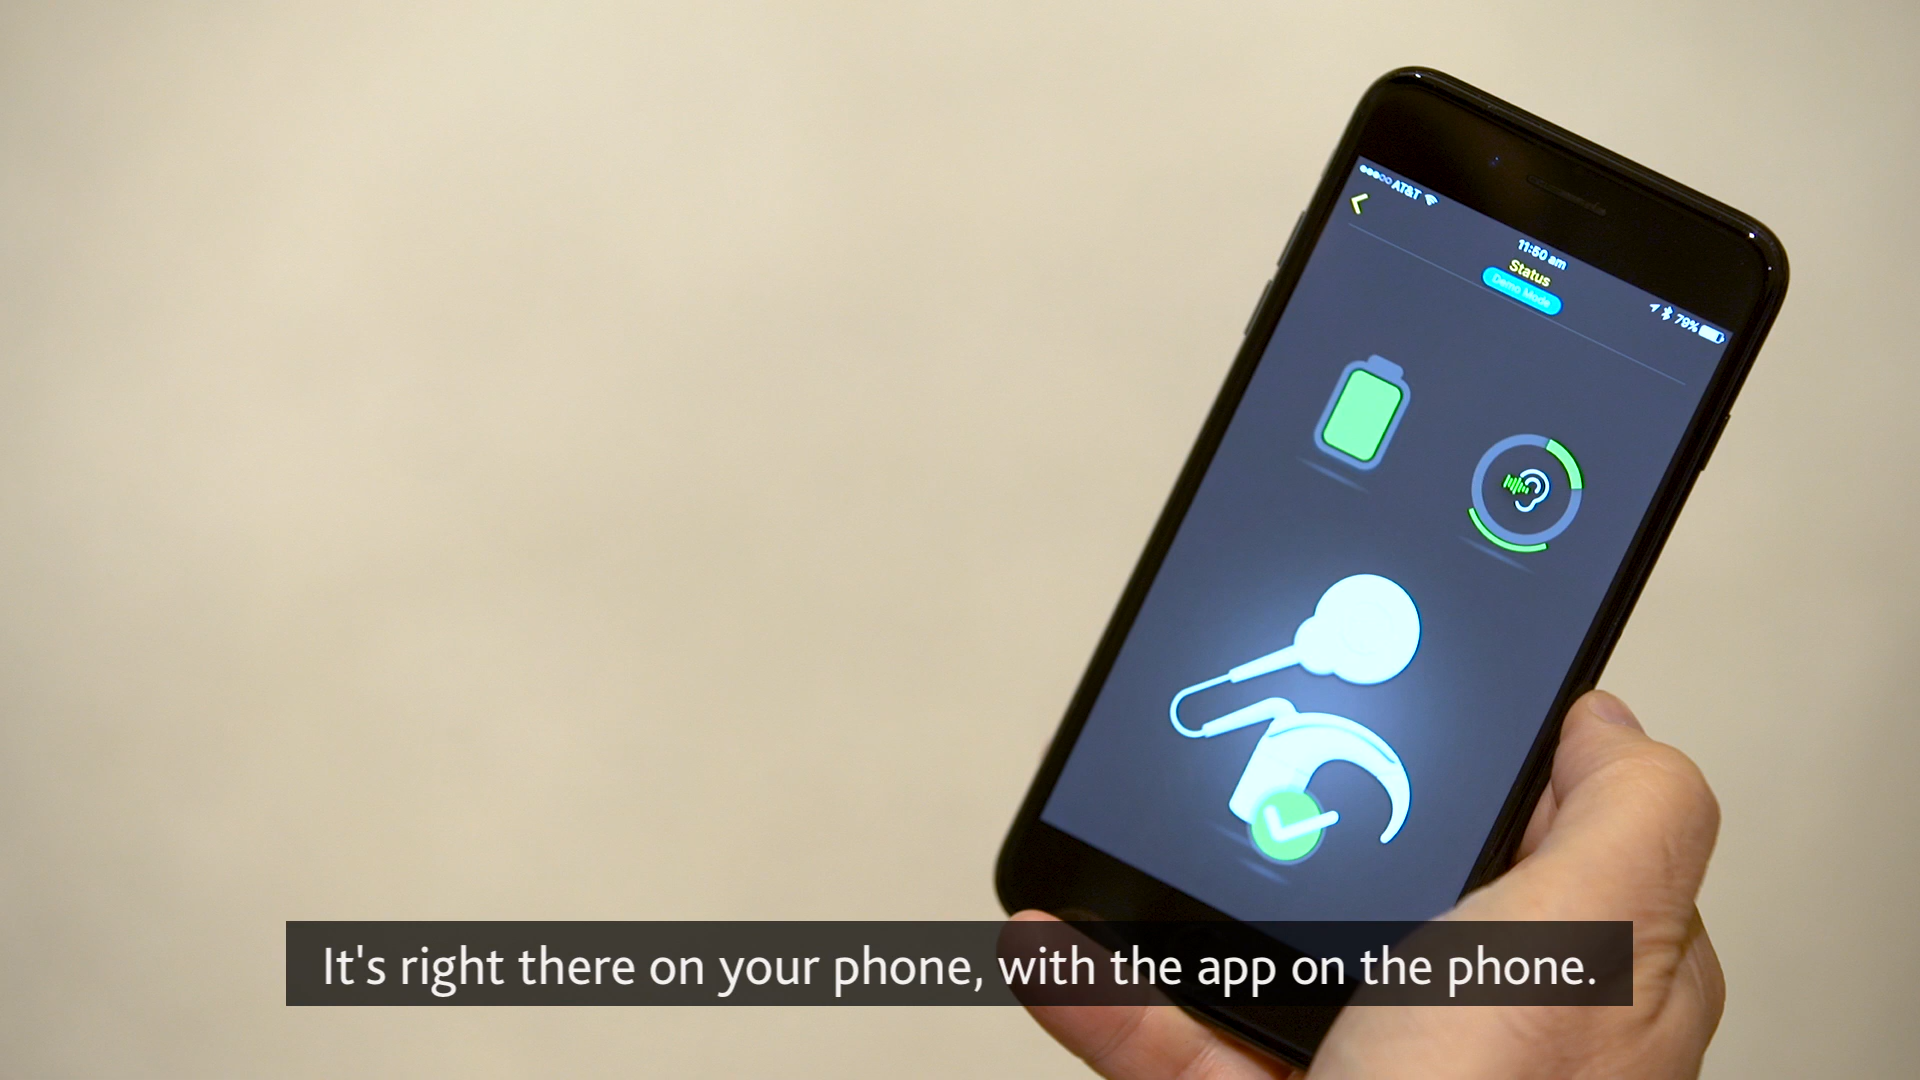 AT&T
11:50 am
Status
Demo Mode
79%
It's right there on your phone, with the app on the phone.